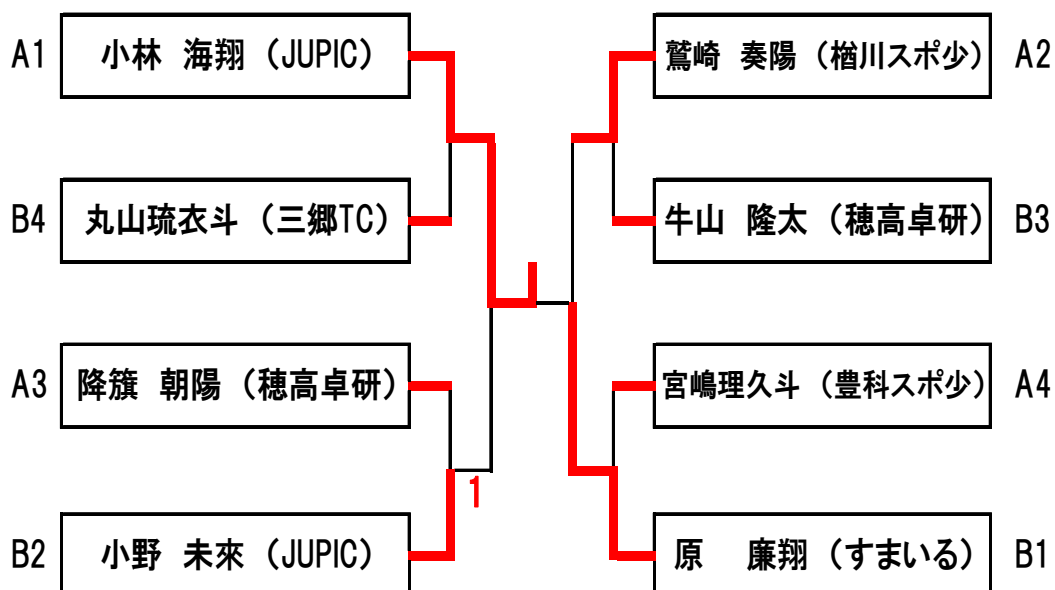 A1 小林 海翔（JUPIC）
鷲崎 奏陽（楢川スポ少） A2
B4 丸山琉衣斗（三郷TC）
牛山 隆太（穂高卓研） B3
A3 降籏 朝陽（穂高卓研）
宮嶋理久斗（豊科スポ少） A4
1
B2 小野 未來（JUPIC）
原 廉翔（すまいる） B1